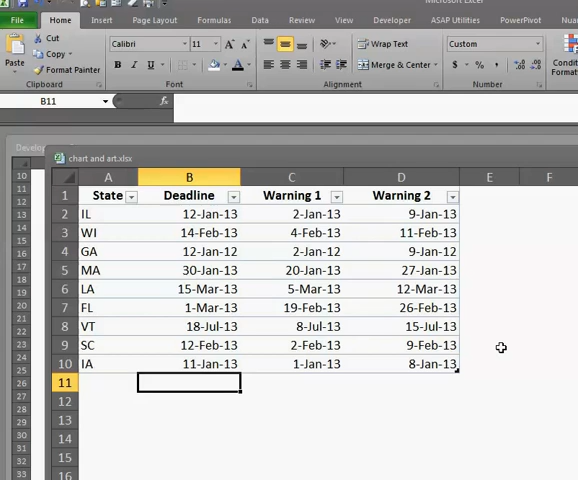 Microsoft Excel
File Home Insert Page Layout Formulas Data Review View Developer ASAP Utilities PowerPivot
Cut
Calibri 11 A A Wrap Text Custom
Copy
Paste
Format Painter B I U A Merge & Center $ % ,
Clipboard Font Alignment Number
B11 fx
chart and art.xlsx
A B C D E F
1 State Deadline Warning 1 Warning 2
2 IL 12-Jan-13 2-Jan-13 9-Jan-13
3 WI 14-Feb-13 4-Feb-13 11-Feb-13
4 GA 12-Jan-12 2-Jan-12 9-Jan-12
5 MA 30-Jan-13 20-Jan-13 27-Jan-13
6 LA 15-Mar-13 5-Mar-13 12-Mar-13
7 FL 1-Mar-13 19-Feb-13 26-Feb-13
8 VT 18-Jul-13 8-Jul-13 15-Jul-13
9 SC 12-Feb-13 2-Feb-13 9-Feb-13
10 IA 11-Jan-13 1-Jan-13 8-Jan-13
11
12
13
14
15
16